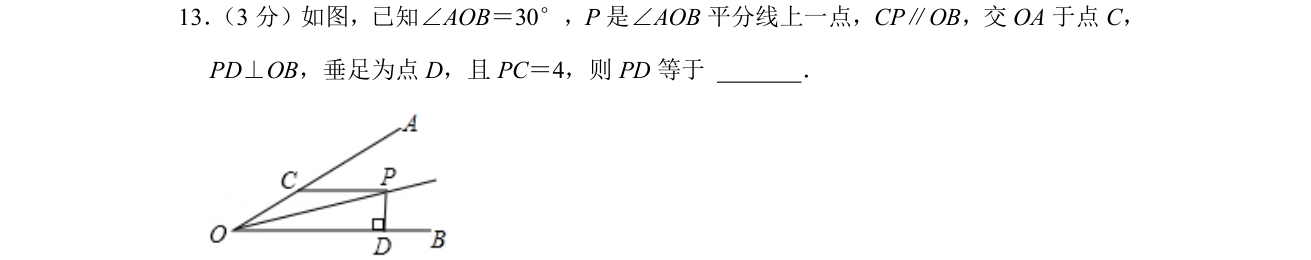 13．（3 分）如图，已知∠AOB＝30°，P 是∠AOB 平分线上一点，CP∥OB，交 OA 于点 C，
PD⊥OB，垂足为点 D，且 PC＝4，则 PD 等于 ______．
A
C
P
O
D
B